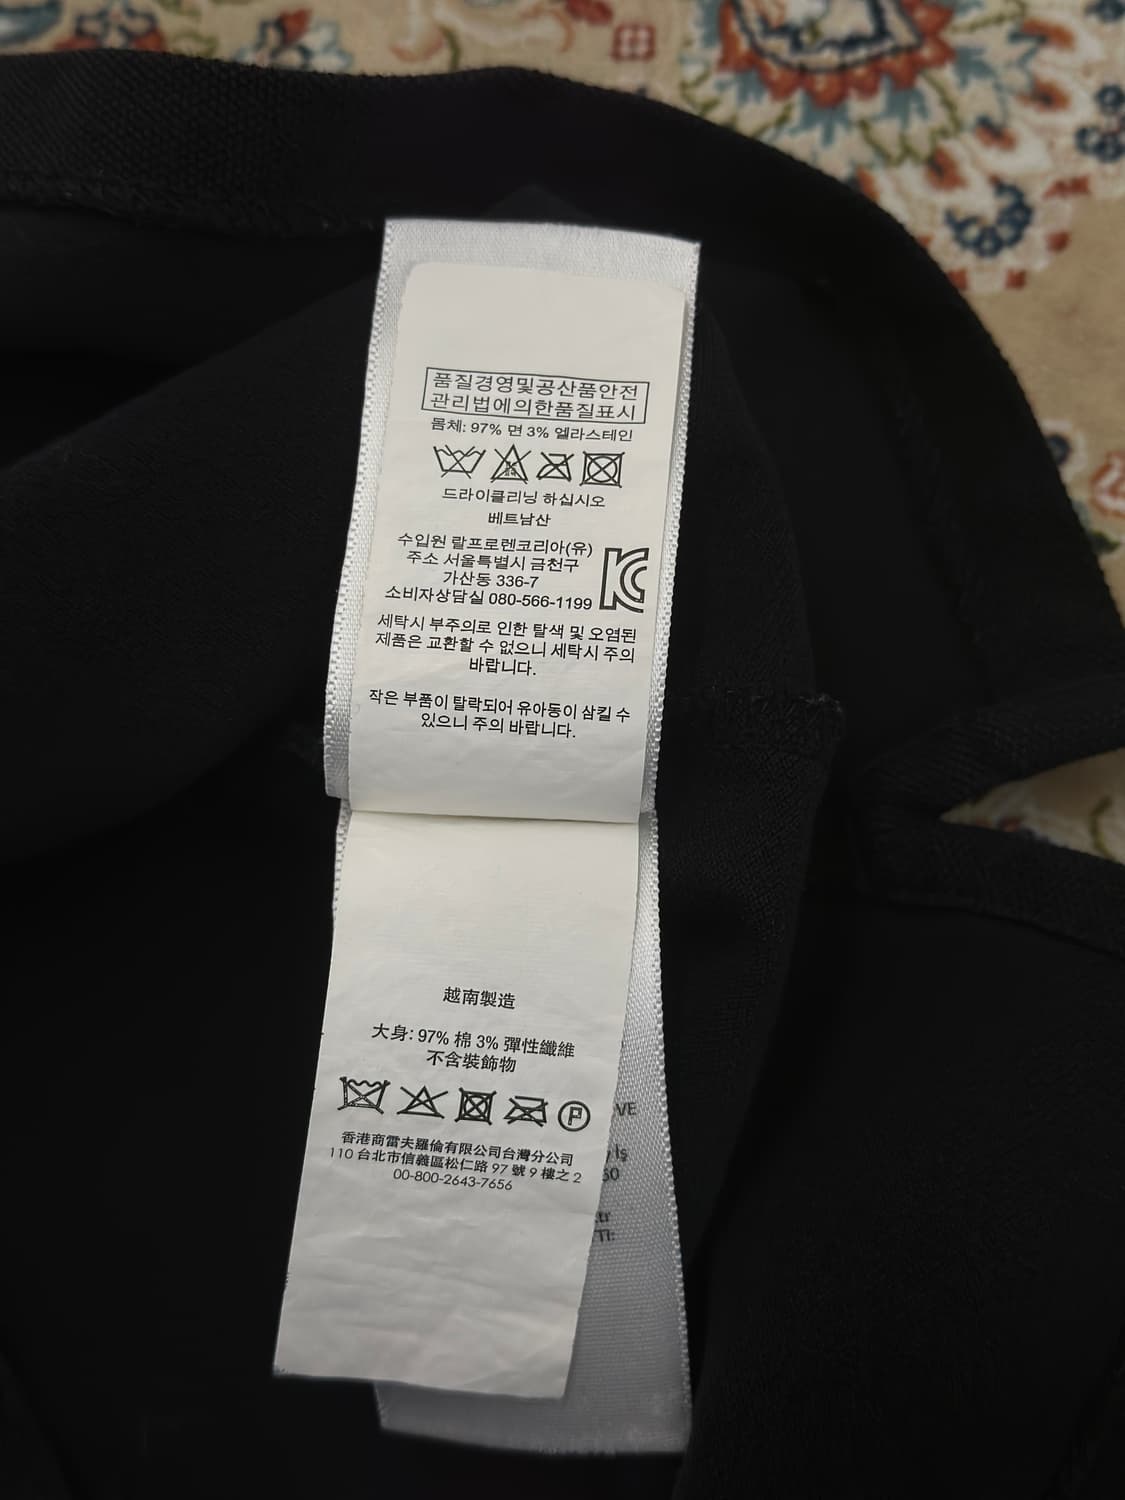 품질경영및공산품안전
관리법에의한품질표시
몸체: 97% 면 3% 엘라스테인
드라이클리닝 하십시오
베트남산
수입원 랄프로렌코리아(유)
주소 서울특별시 금천구
가산동 336-7
소비자상담실 080-566-1199
세탁시 부주의로 인한 탈색 및 오염된
제품은 교환할 수 없으니 세탁시 주의
바랍니다.
작은 부품이 탈락되어 유아동이 삼킬 수
있으니 주의 바랍니다.
越南製造
大身: 97% 棉 3% 彈性纖維
不含裝飾物
P
香港商雷夫羅倫有限公司台灣分公司
110 台北市信義區松仁路 97 號 9 樓之 2
00-800-2643-7656